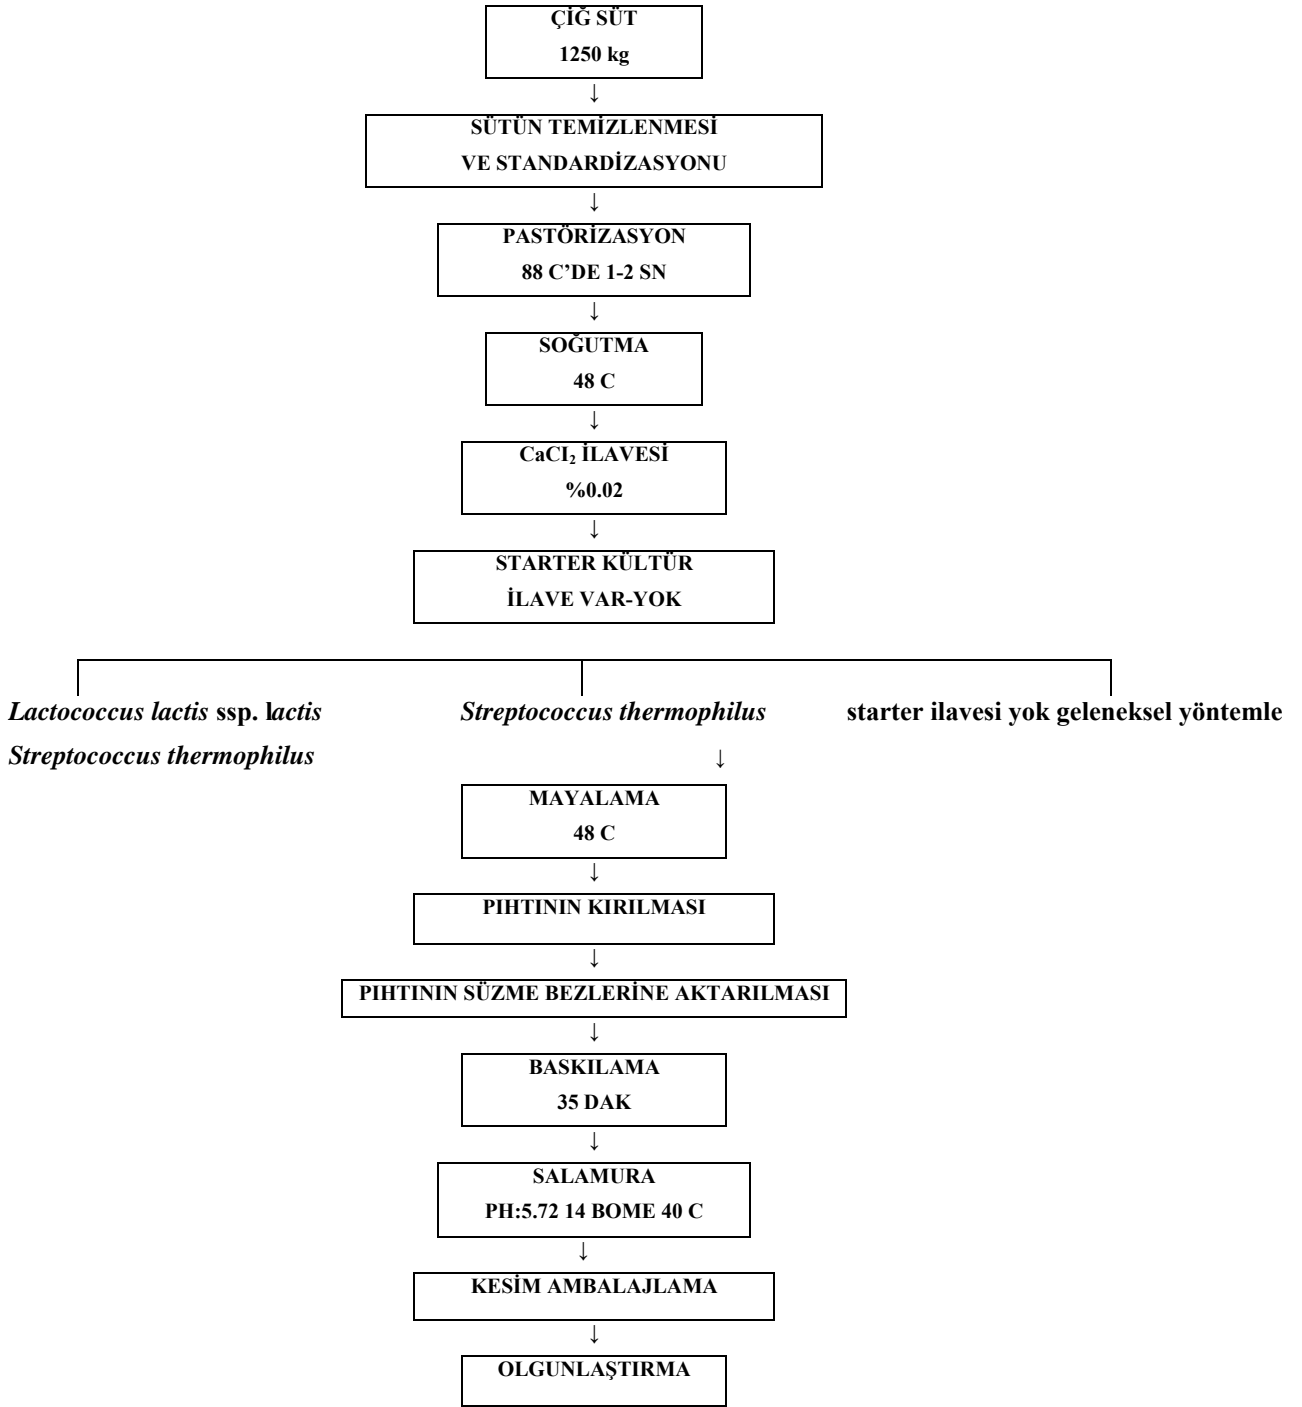 ÇİĞ SÜT
1250 kg
↓
SÜTÜN TEMİZLENMESİ
VE STANDARDİZASYONU
↓
PASTÖRİZASYON
88 C’DE 1-2 SN
↓
SOĞUTMA
48 C
↓
CaCI₂ İLAVESİ
%0.02
↓
STARTER KÜLTÜR
İLAVE VAR-YOK
Lactococcus lactis ssp. lactis Streptococcus thermophilus starter ilavesi yok geleneksel yöntemle
Streptococcus thermophilus ↓
MAYALAMA
48 C
↓
PIHTININ KIRILMASI
↓
PIHTININ SÜZME BEZLERİNE AKTARILMASI
↓
BASKILAMA
35 DAK
↓
SALAMURA
PH:5.72 14 BOME 40 C
↓
KESİM AMBALAJLAMA
↓
OLGUNLAŞTIRMA